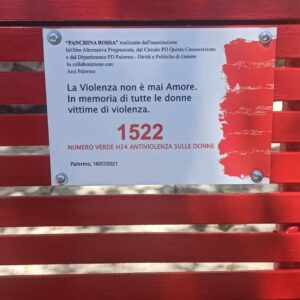 "PANCHINA ROSSA" realizzata dall'associazione
InOltre Alternativa Progressista, dal Circolo PD Quinta Circoscrizione
e dal Dipartimento PD Palermo - Diritti e Politiche di Genere
In collaborazione con:
Arci Palermo
La Violenza non è mai Amore.
In memoria di tutte le donne
vittime di violenza.
1522
NUMERO VERDE H24 ANTIVIOLENZA SULLE DONNE
Palermo, 16/07/2021